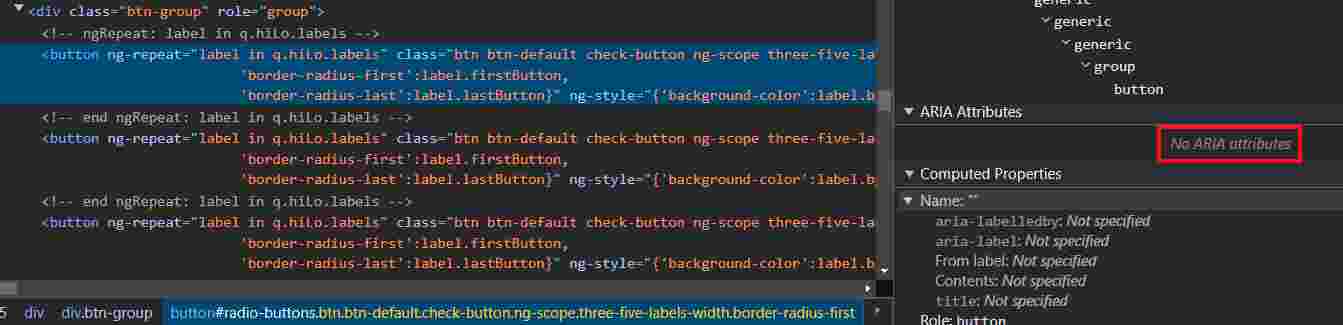 <div class="btn-group" role="group">
<!-- ngRepeat: label in q.hiLo.labels -->
<button ng-repeat="label in q.hiLo.labels" class="btn btn-default check-button ng-scope three-five-la
'border-radius-first':label.firstButton,
'border-radius-last':label.lastButton}" ng-style="{'background-color':label.b
<!-- end ngRepeat: label in q.hiLo.labels -->
<button ng-repeat="label in q.hiLo.labels" class="btn btn-default check-button ng-scope three-five-la
'border-radius-first':label.firstButton,
'border-radius-last':label.lastButton}" ng-style="{'background-color':label.b
<!-- end ngRepeat: label in q.hiLo.labels -->
<button ng-repeat="label in q.hiLo.labels" class="btn btn-default check-button ng-scope three-five-la
'border-radius-first':label.firstButton,
'border-radius-last':label.lastButton}" ng-style="{'background-color':label.b
5 div div.btn-group button#radio-buttons.btn.btn-default.check-button.ng-scope.three-five-labels-width.border-radius-first
generic
generic
generic
group
button
ARIA Attributes
No ARIA attributes
Computed Properties
Name: ""
aria-labelledby: Not specified
aria-label: Not specified
From label: Not specified
Contents: Not specified
title: Not specified
Role: button